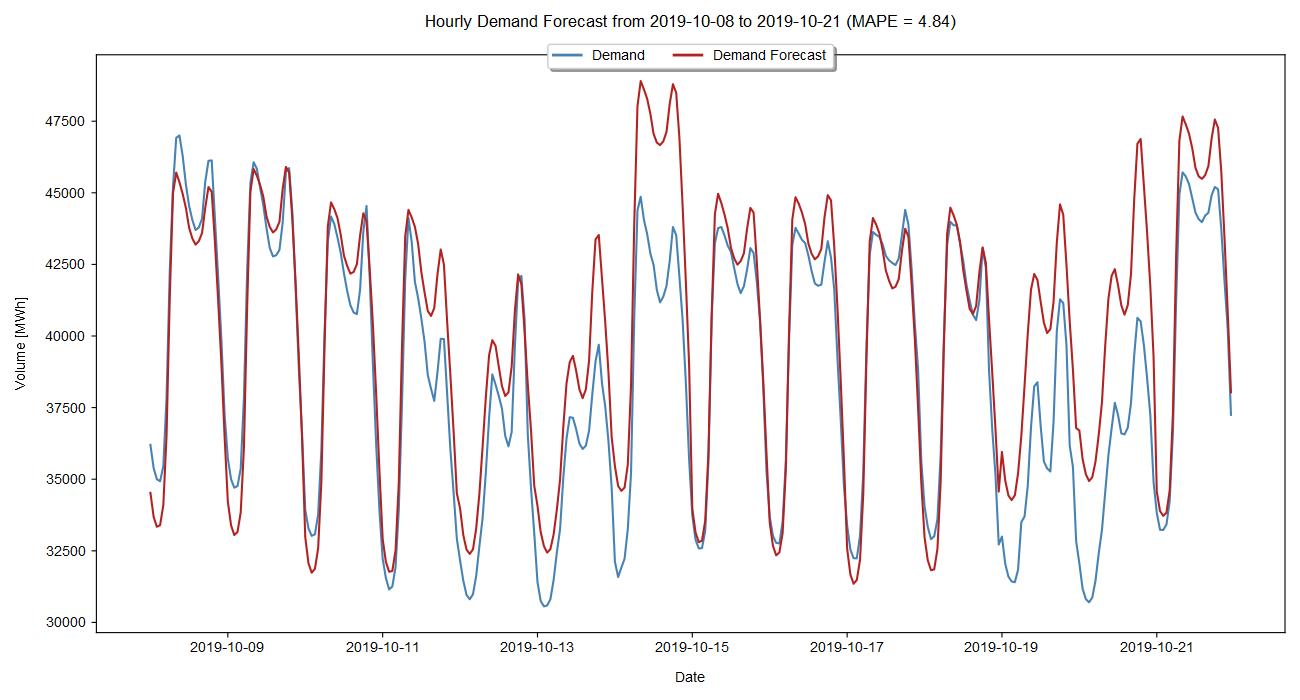 Hourly Demand Forecast from 2019-10-08 to 2019-10-21 (MAPE = 4.84)
Demand Demand Forecast
47500
45000
42500
40000
37500
35000
32500
30000
Volume [MWh]
2019-10-09 2019-10-11 2019-10-13 2019-10-15 2019-10-17 2019-10-19 2019-10-21
Date